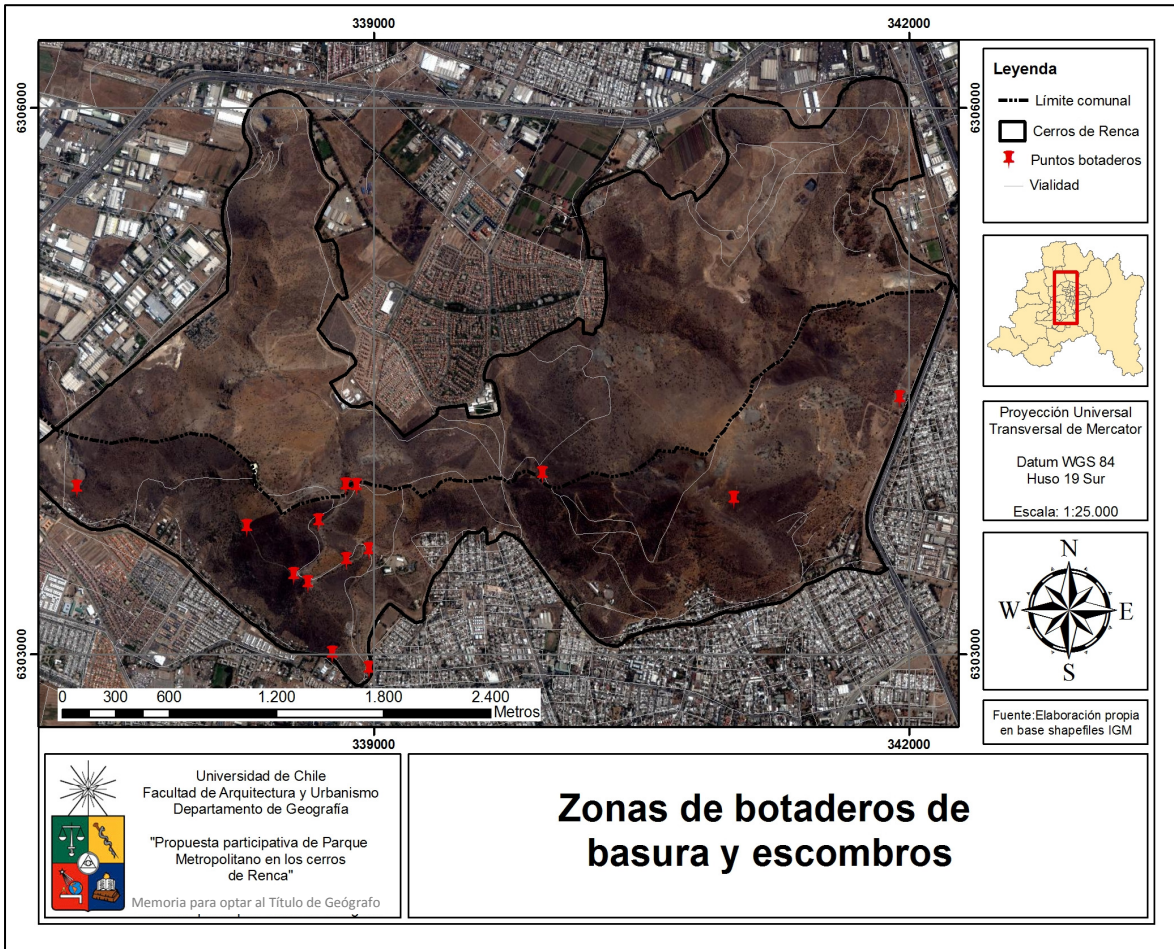 339000
342000
6306000
6306000
6303000
6303000
0 300 600 1.200 1.800 2.400
Metros
339000
342000
Leyenda
Límite comunal
Cerros de Renca
Puntos botaderos
Vialidad
Proyección Universal
Transversal de Mercator
Datum WGS 84
Huso 19 Sur
Escala: 1:25.000
N
W
E
S
Fuente:Elaboración propia
en base shapefiles IGM
Universidad de Chile
Facultad de Arquitectura y Urbanismo
Departamento de Geografía
"Propuesta participativa de Parque
Metropolitano en los cerros
de Renca"
Memoria para optar al Título de Geógrafo
Zonas de botaderos de
basura y escombros